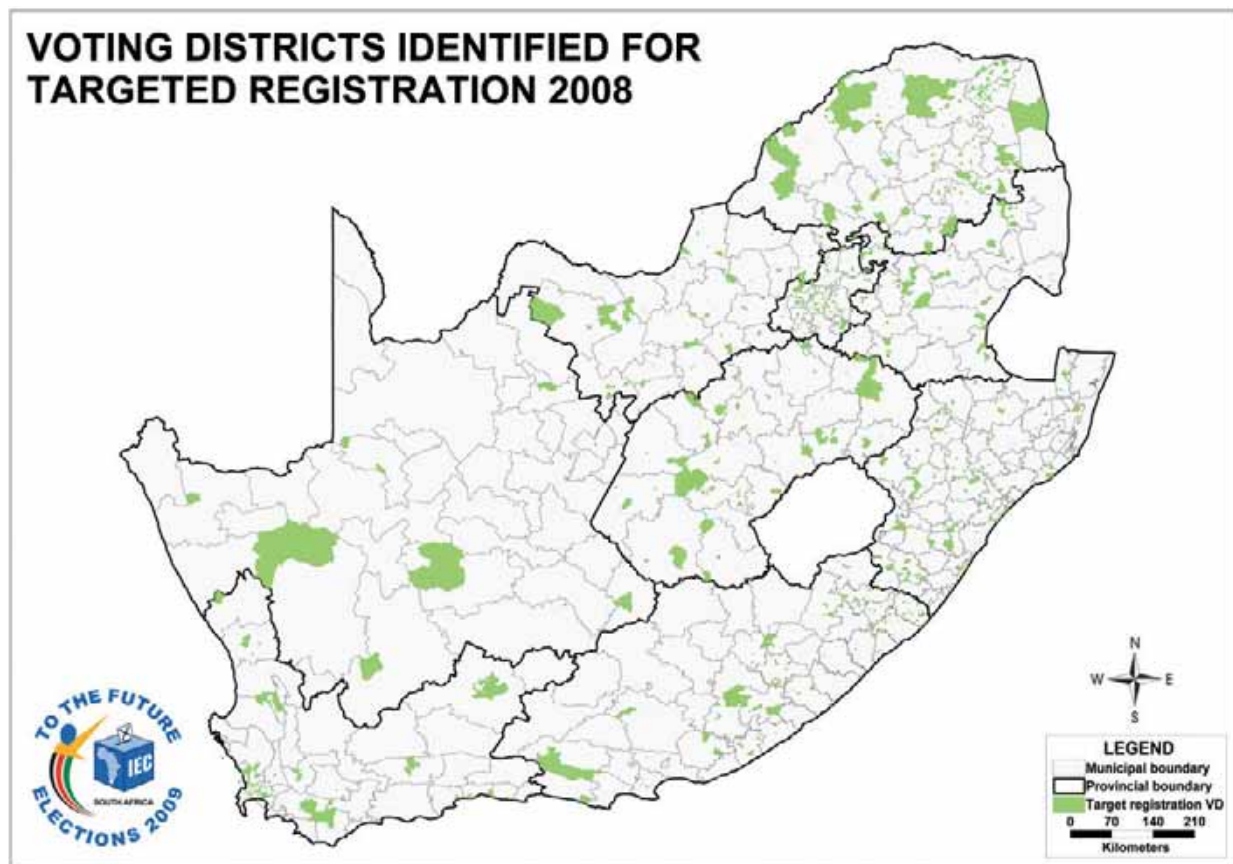 VOTING DISTRICTS IDENTIFIED FOR
TARGETED REGISTRATION 2008
N
W E
S
TO THE FUTURE
IEC
SOUTH AFRICA
ELECTIONS 2009
LEGEND
Municipal boundary
Provincial boundary
Target registration VD
0 70 140 210
Kilometers